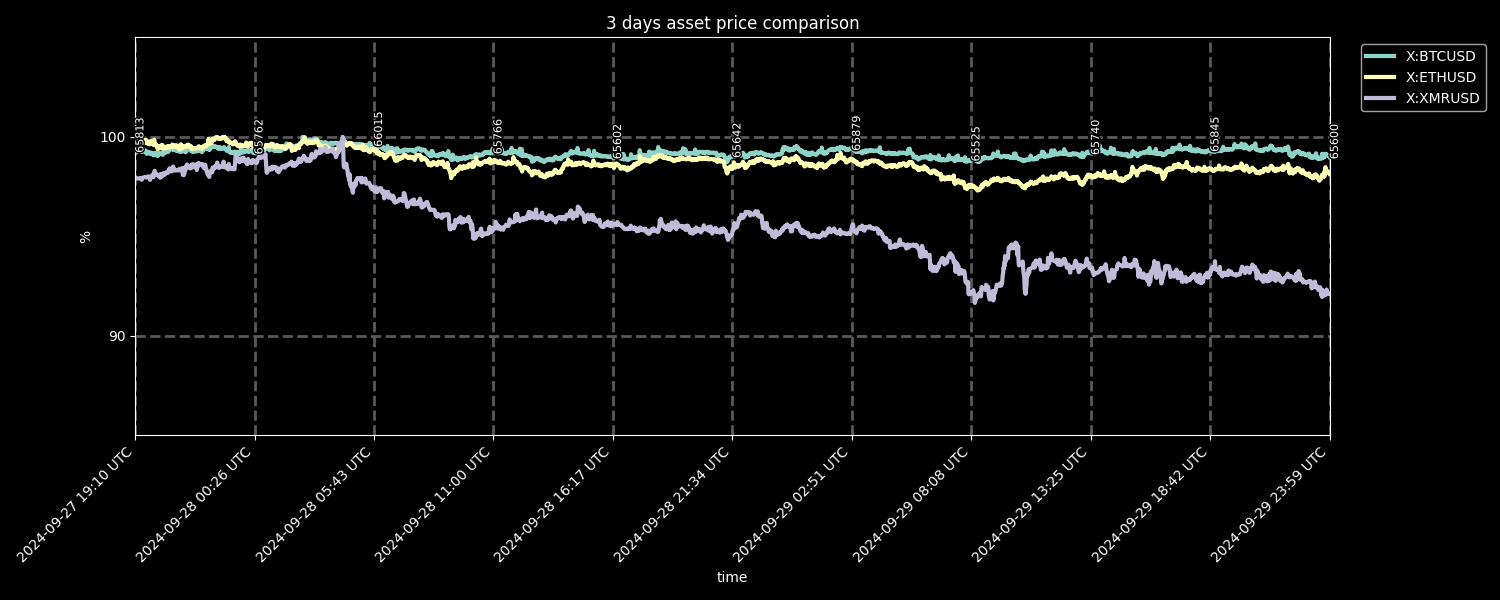 3 days asset price comparison
X:BTCUSD
X:ETHUSD
X:XMRUSD
100
90
%
65813
65762
66015
65766
65602
65642
65879
65525
65740
65845
65600
2024-09-27 19:10 UTC
2024-09-28 00:26 UTC
2024-09-28 05:43 UTC
2024-09-28 11:00 UTC
2024-09-28 16:17 UTC
2024-09-28 21:34 UTC
2024-09-29 02:51 UTC
2024-09-29 08:08 UTC
2024-09-29 13:25 UTC
2024-09-29 18:42 UTC
2024-09-29 23:59 UTC
time